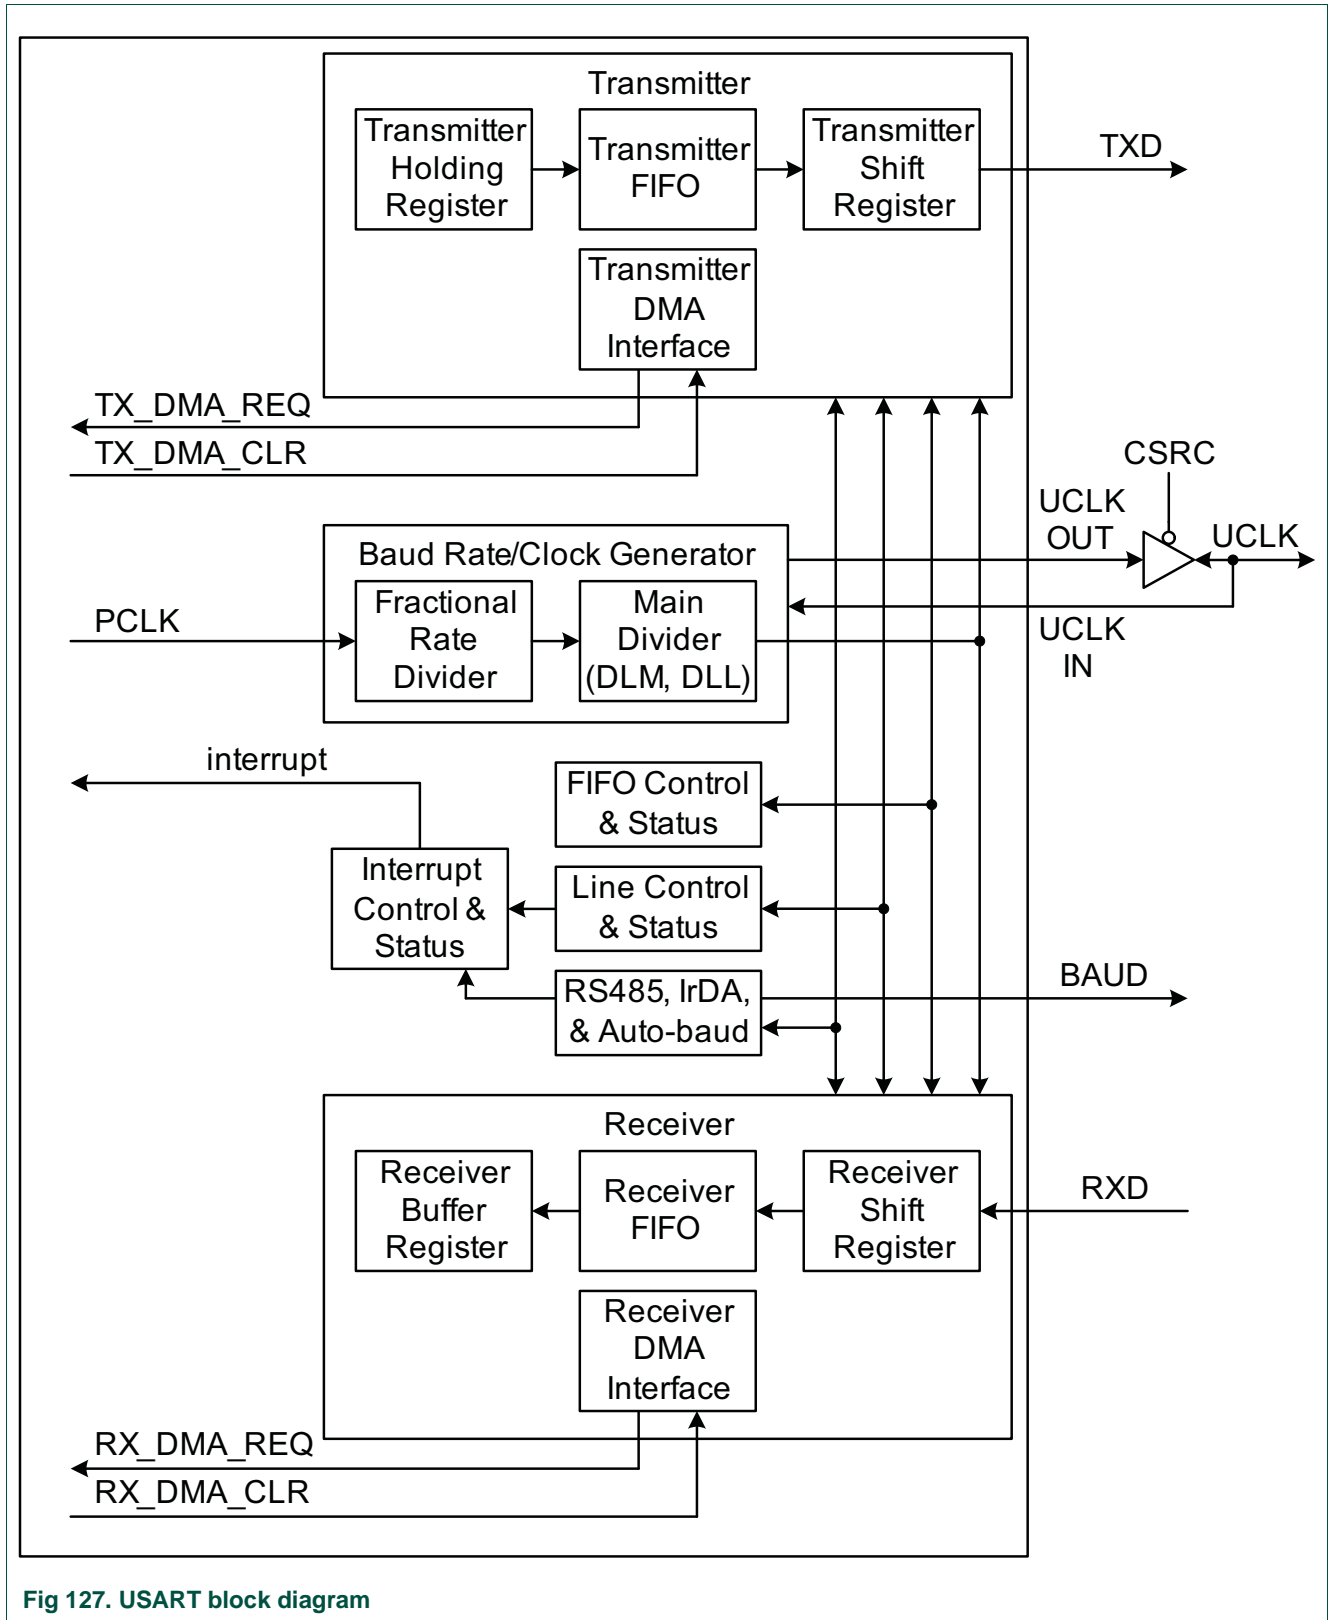 Transmitter
Transmitter
Holding
Register
Transmitter
FIFO
Transmitter
Shift
Register
TXD
Transmitter
DMA
Interface
TX_DMA_REQ
TX_DMA_CLR
CSRC
UCLK
OUT
UCLK
Baud Rate/Clock Generator
PCLK
Fractional
Rate
Divider
Main
Divider
(DLM, DLL)
UCLK
IN
interrupt
FIFO Control
& Status
Interrupt
Control &
Status
Line Control
& Status
RS485, IrDA,
& Auto-baud
BAUD
Receiver
Receiver
Buffer
Register
Receiver
FIFO
Receiver
Shift
Register
RXD
Receiver
DMA
Interface
RX_DMA_REQ
RX_DMA_CLR
Fig 127. USART block diagram